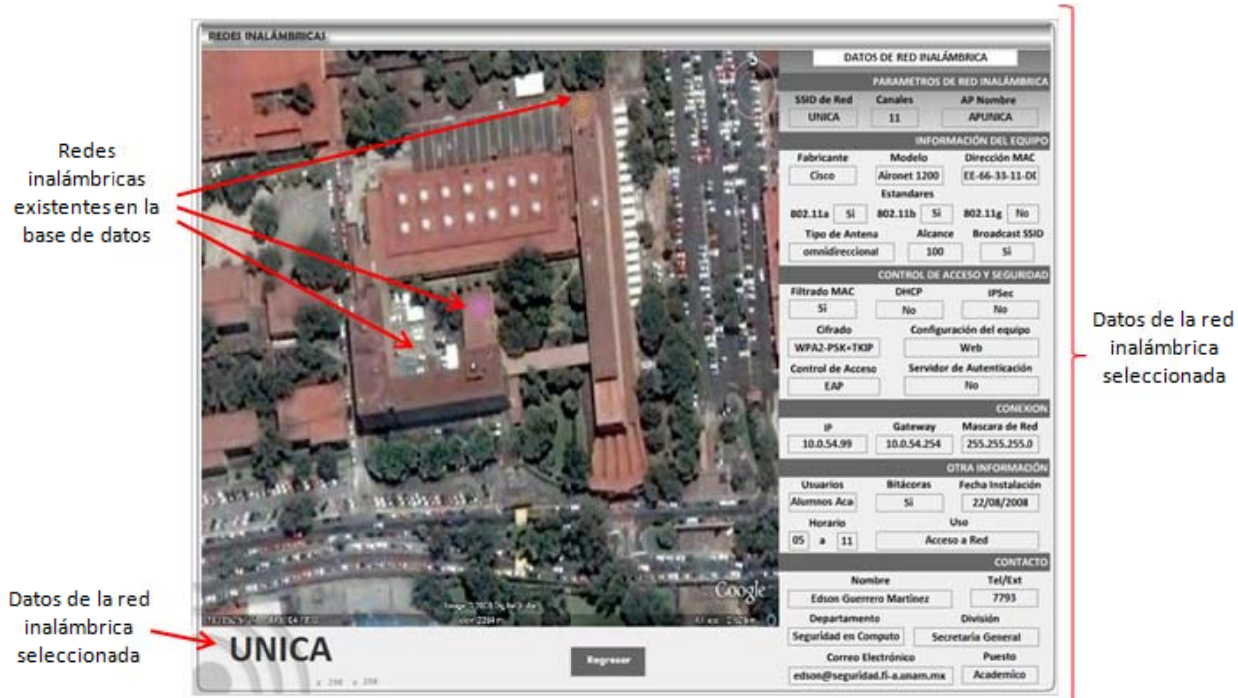 REDES INALÁMBRICAS
DATOS DE RED INALÁMBRICA
PARAMETROS DE RED INALÁMBRICA
SSID de Red Canales AP Nombre
UNICA 11 APUNICA
INFORMACIÓN DEL EQUIPO
Fabricante Modelo Dirección MAC
Cisco Aironet 1200 EE-66-33-11-DI
Estandares
802.11a Si 802.11b Si 802.11g No
Tipo de Antena Alcance Broadcast SSID
omnidireccional 100 Si
CONTROL DE ACCESO Y SEGURIDAD
Filtrado MAC DHCP IPSec
Si No No
Cifrado Configuración del equipo
WPA2-PSK+TKIP Web
Control de Acceso Servidor de Autenticación
EAP No
CONEXION
IP Gateway Mascara de Red
10.0.54.99 10.0.54.254 255.255.255.0
OTRA INFORMACIÓN
Usuarios Bitácoras Fecha Instalación
Alumnos Aca Si 22/08/2008
Horario Uso
05 a 11 Acceso a Red
CONTACTO
Nombre Tel/Ext
Edson Guerrero Martinez 7793
Departamento División
Seguridad en Computo Secretaria General
Correo Electrónico Puesto
edson@seguridad.fi-a.unam.mx Academico
Google
UNICA
Regresar
Redes
inalámbricas
existentes en la
base de datos
Datos de la red
inalámbrica
seleccionada
Datos de la red
inalámbrica
seleccionada